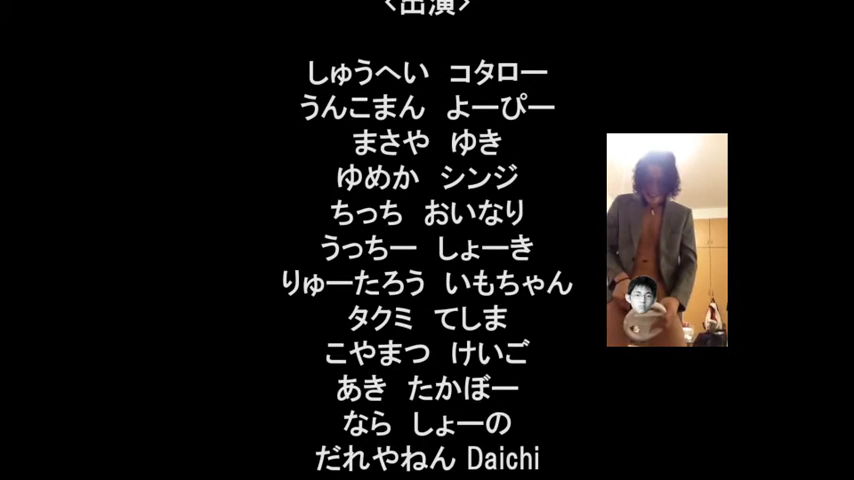 <出演>
しゅうへい　コタロー
うんこまん　よーぴー
まさや　ゆき
ゆめか　シンジ
ちっち　おいなり
うっちー　しょーき
りゅーたろう　いもちゃん
タクミ　てしま
こやまつ　けいご
あき　たかぼー
なら　しょーの
だれやねん Daichi